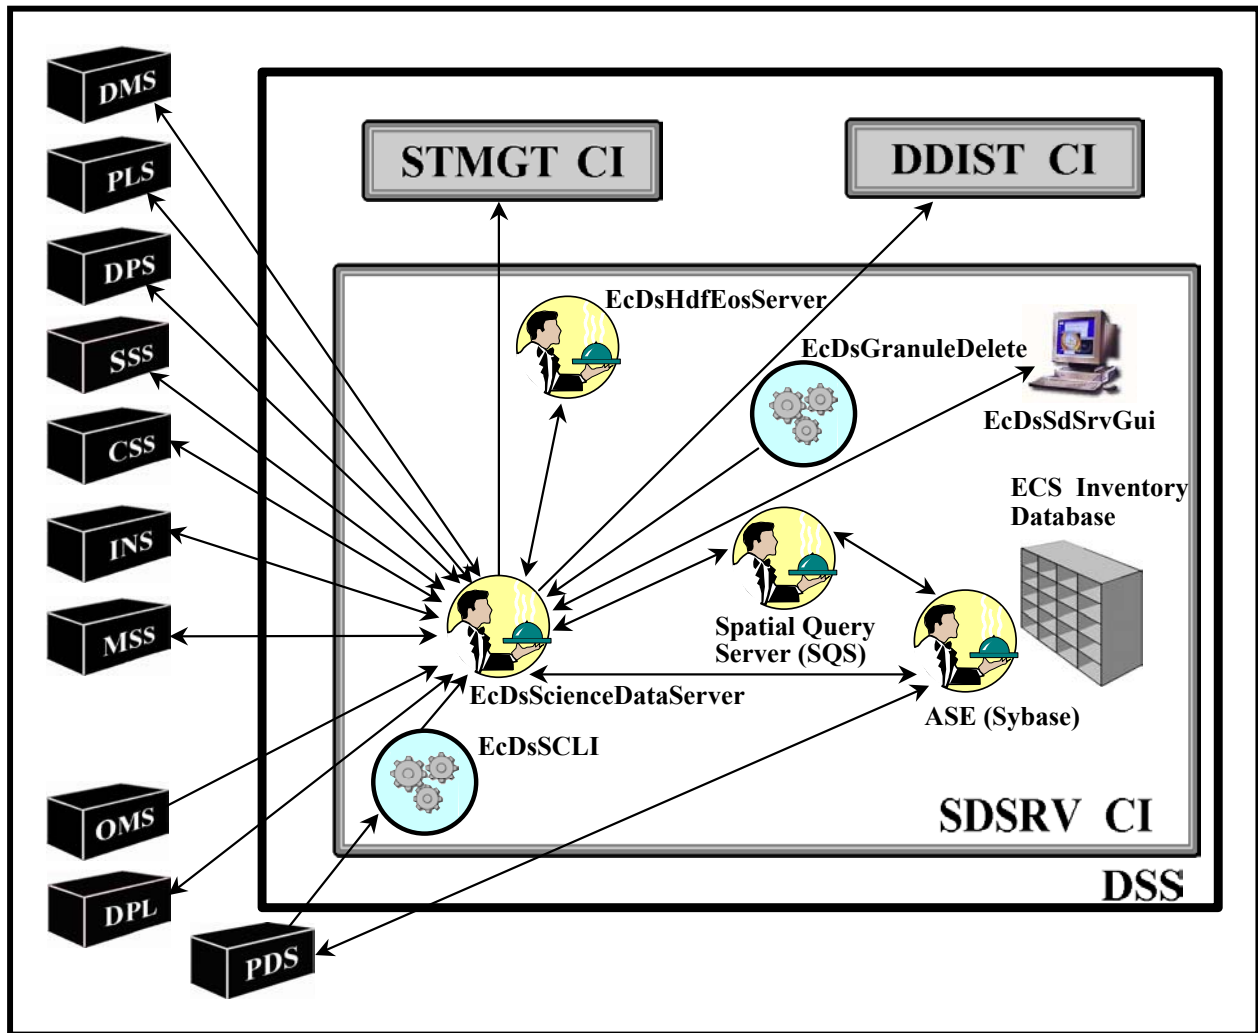 DMS
PLS
DPS
SSS
CSS
INS
MSS
OMS
DPL
PDS
STMGT CI
DDIST CI
EcDsHdfEosServer
EcDsGranuleDelete
EcDsSdSrvGui
ECS Inventory
Database
Spatial Query
Server (SQS)
EcDsScienceDataServer
ASE (Sybase)
EcDsSCLI
SDSRV CI
DSS